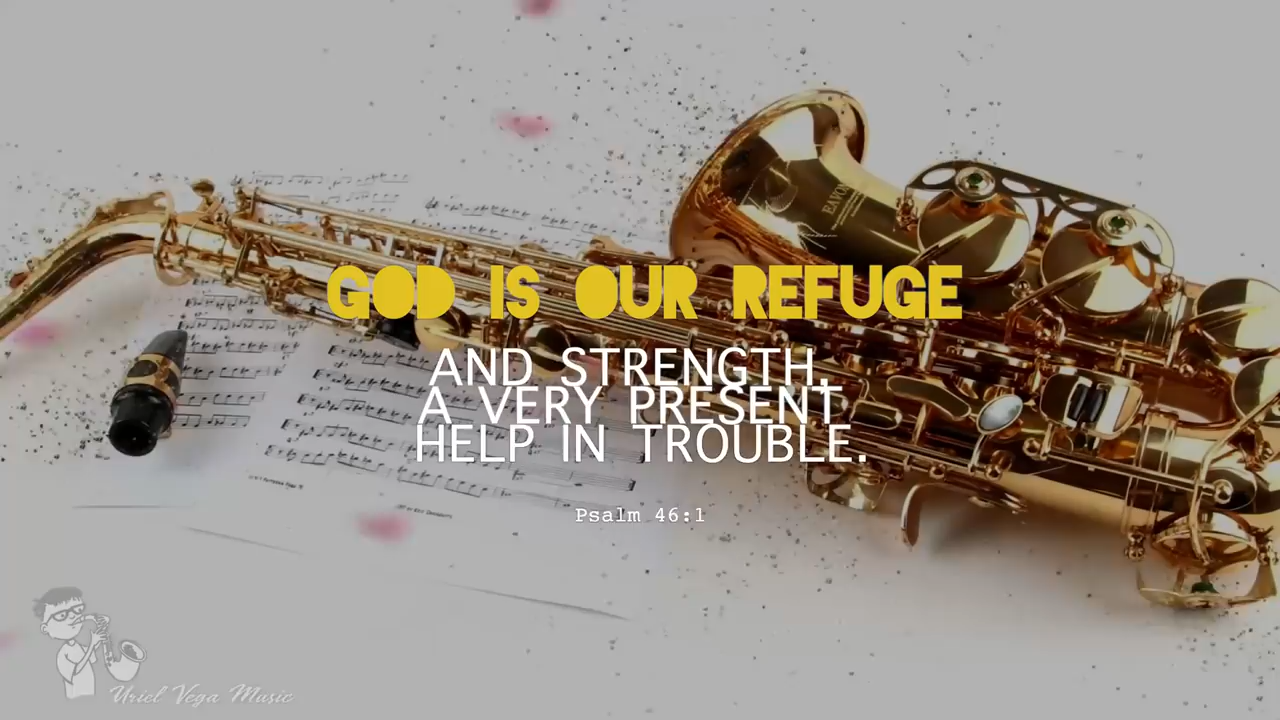 GOD IS OUR REFUGE
AND STRENGTH,
A VERY PRESENT
HELP IN TROUBLE.
Psalm 46:1
Uriel Vega Music